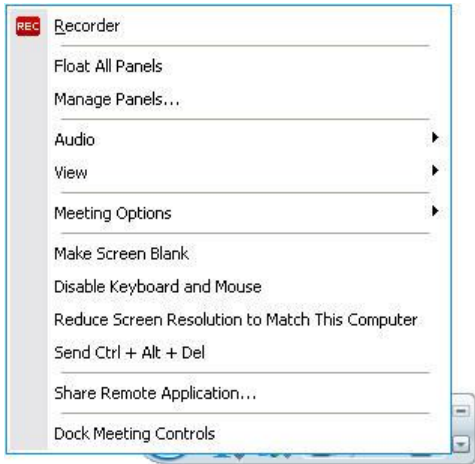 REC Recorder
Float All Panels
Manage Panels...
Audio
View
Meeting Options
Make Screen Blank
Disable Keyboard and Mouse
Reduce Screen Resolution to Match This Computer
Send Ctrl + Alt + Del
Share Remote Application...
Dock Meeting Controls